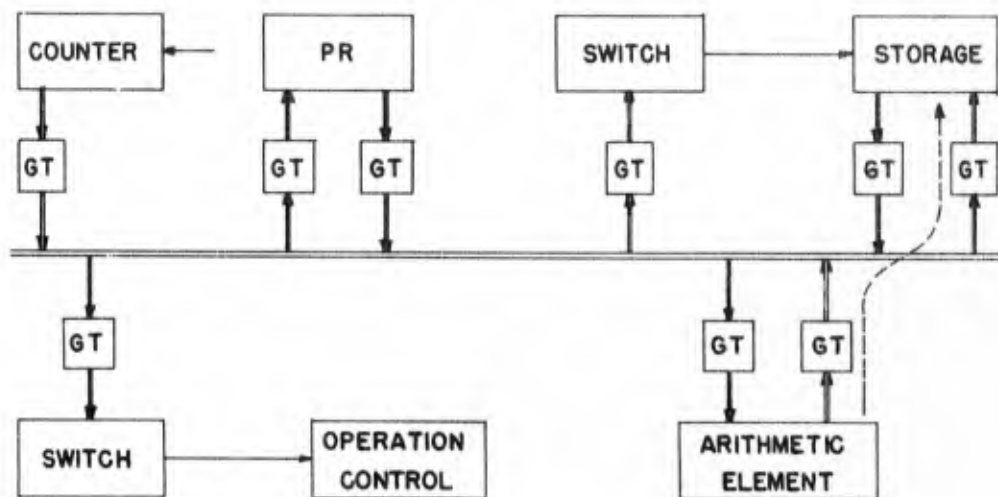 COUNTER
PR
SWITCH
STORAGE
GT
GT
GT
GT
GT
GT
GT
GT
GT
SWITCH
OPERATION
CONTROL
ARITHMETIC
ELEMENT